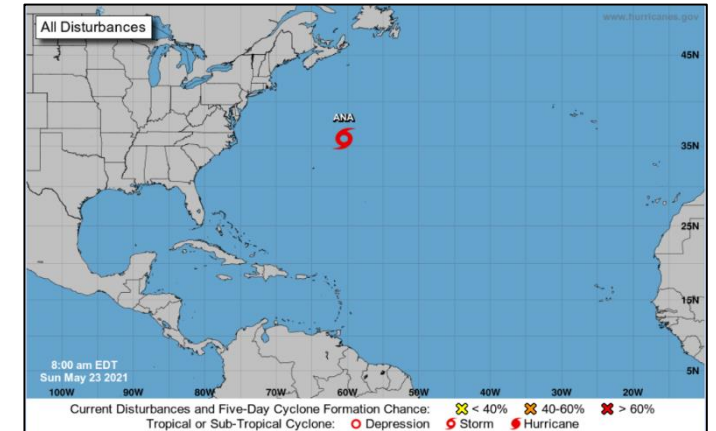 All Disturbances
www.hurricanes.gov
45N
ANA
35N
25N
15N
8:00 am EDT
Sun May 23 2021
5N
100W 90W 80W 70W 60W 50W 40W 30W 20W
Current Disturbances and Five-Day Cyclone Formation Chance: < 40% 40-60% > 60%
Tropical or Sub-Tropical Cyclone: Depression Storm Hurricane